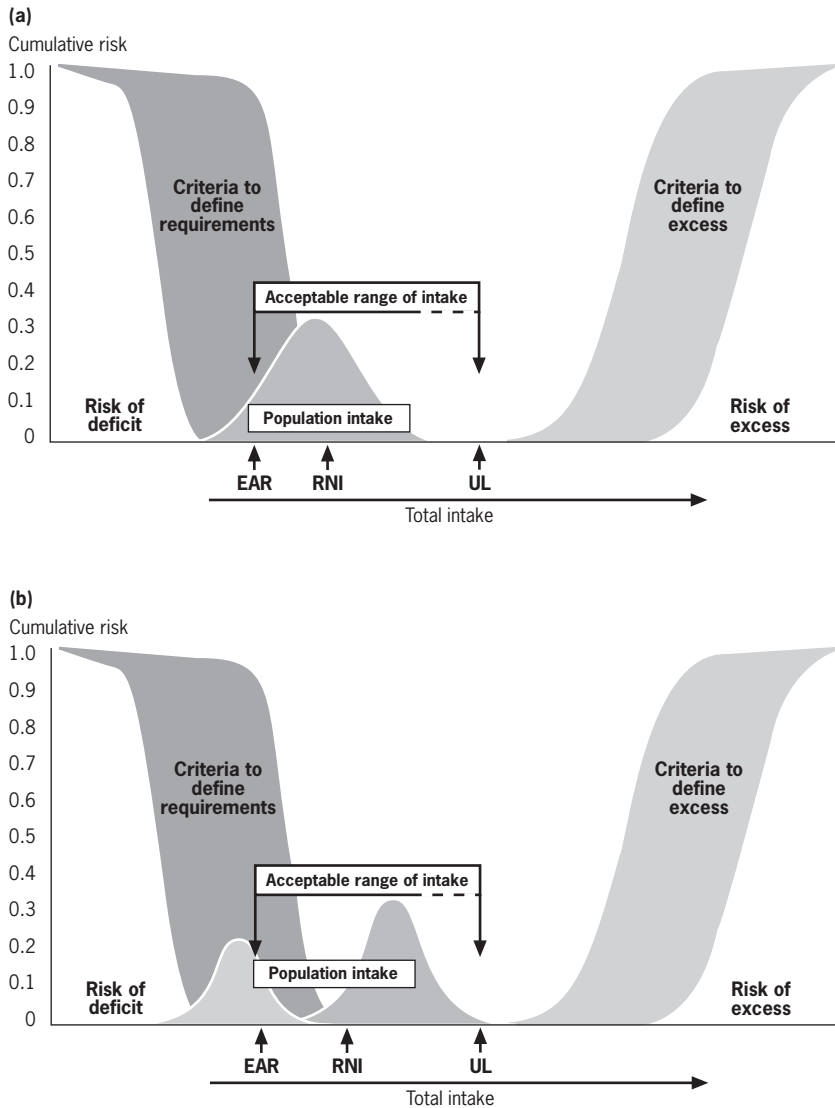 (a)
Cumulative risk
1.0
0.9
0.8
0.7
0.6
0.5
0.4
0.3
0.2
0.1
0
Criteria to
define
requirements
Criteria to
define
excess
Acceptable range of intake
Risk of
deficit
Population intake
Risk of
excess
EAR
RNI
UL
Total intake
(b)
Cumulative risk
1.0
0.9
0.8
0.7
0.6
0.5
0.4
0.3
0.2
0.1
0
Criteria to
define
requirements
Criteria to
define
excess
Acceptable range of intake
Risk of
deficit
Population intake
Risk of
excess
EAR
RNI
UL
Total intake